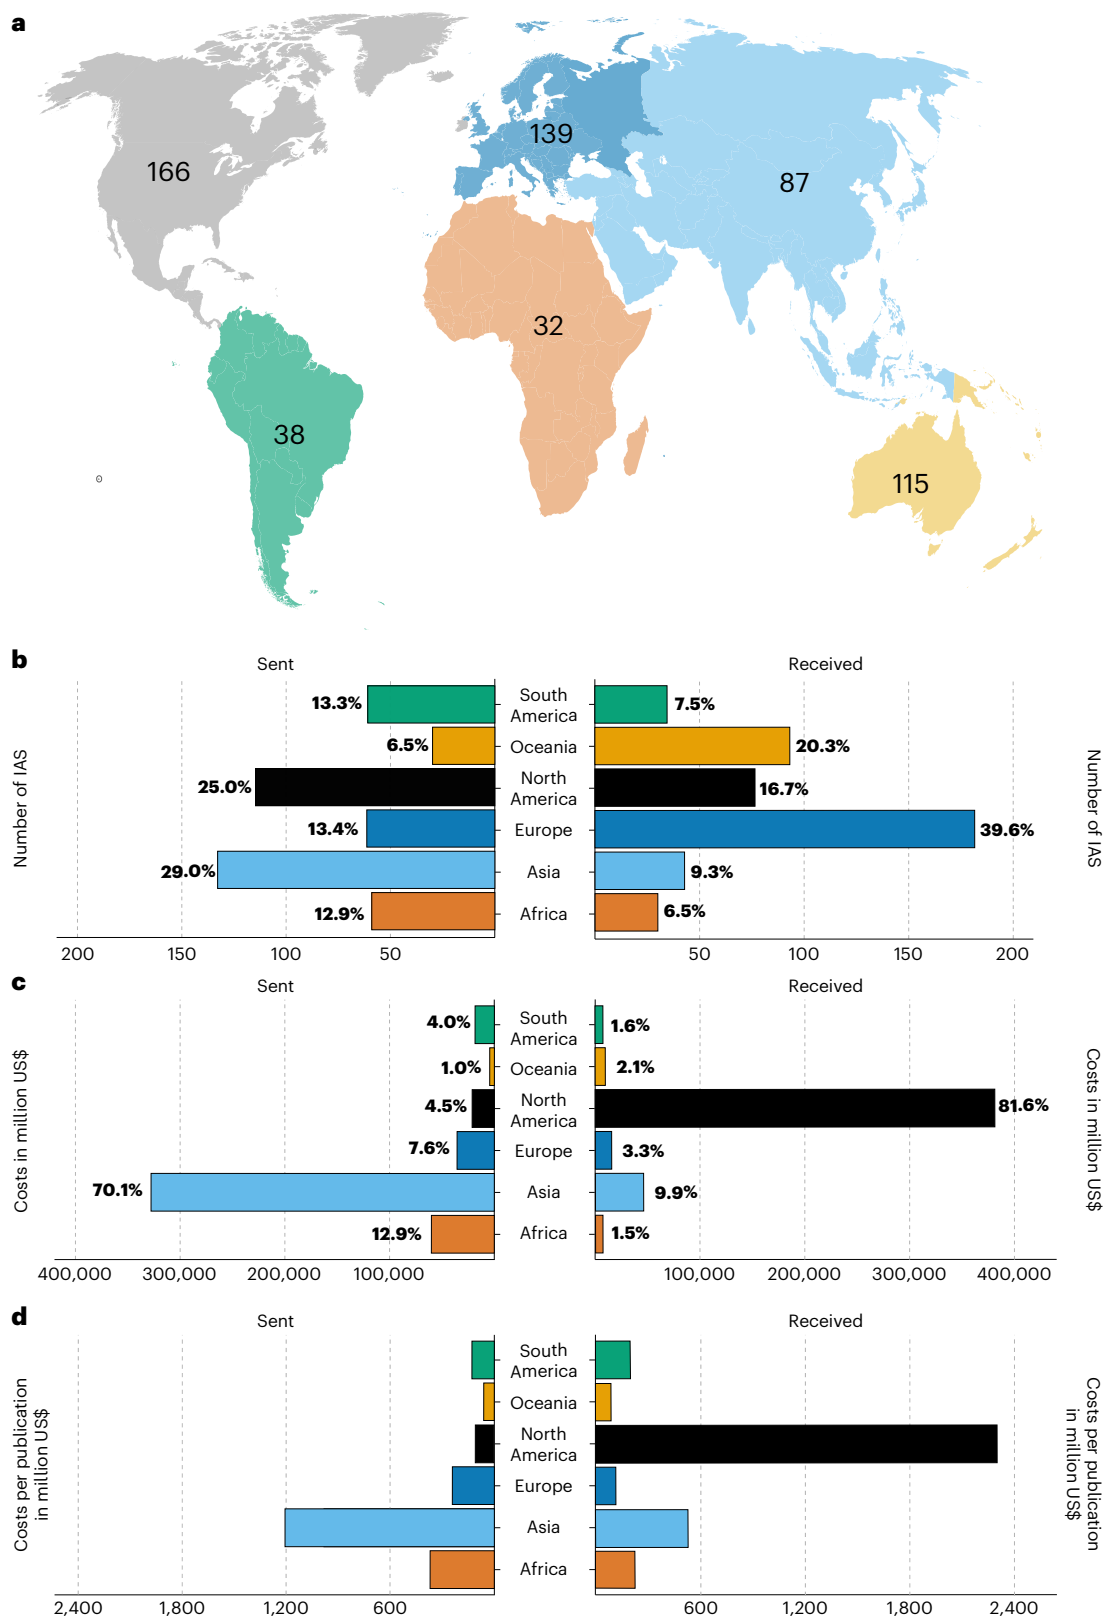 a
166
139
87
32
38
115
b
Sent
Received
Number of IAS
13.3%
South
America
7.5%
6.5%
Oceania
20.3%
25.0%
North
America
16.7%
13.4%
Europe
39.6%
29.0%
Asia
9.3%
12.9%
Africa
6.5%
Number of IAS
200
150
100
50
50
100
150
200
c
Sent
Received
Costs in million US$
4.0%
South
America
1.6%
1.0%
Oceania
2.1%
4.5%
North
America
81.6%
7.6%
Europe
3.3%
70.1%
Asia
9.9%
12.9%
Africa
1.5%
Costs in million US$
400,000
300,000
200,000
100,000
100,000
200,000
300,000
400,000
d
Sent
Received
Costs per publication
in million US$
South
America
Oceania
North
America
Europe
Asia
Africa
Costs per publication
in million US$
2,400
1,800
1,200
600
600
1,200
1,800
2,400